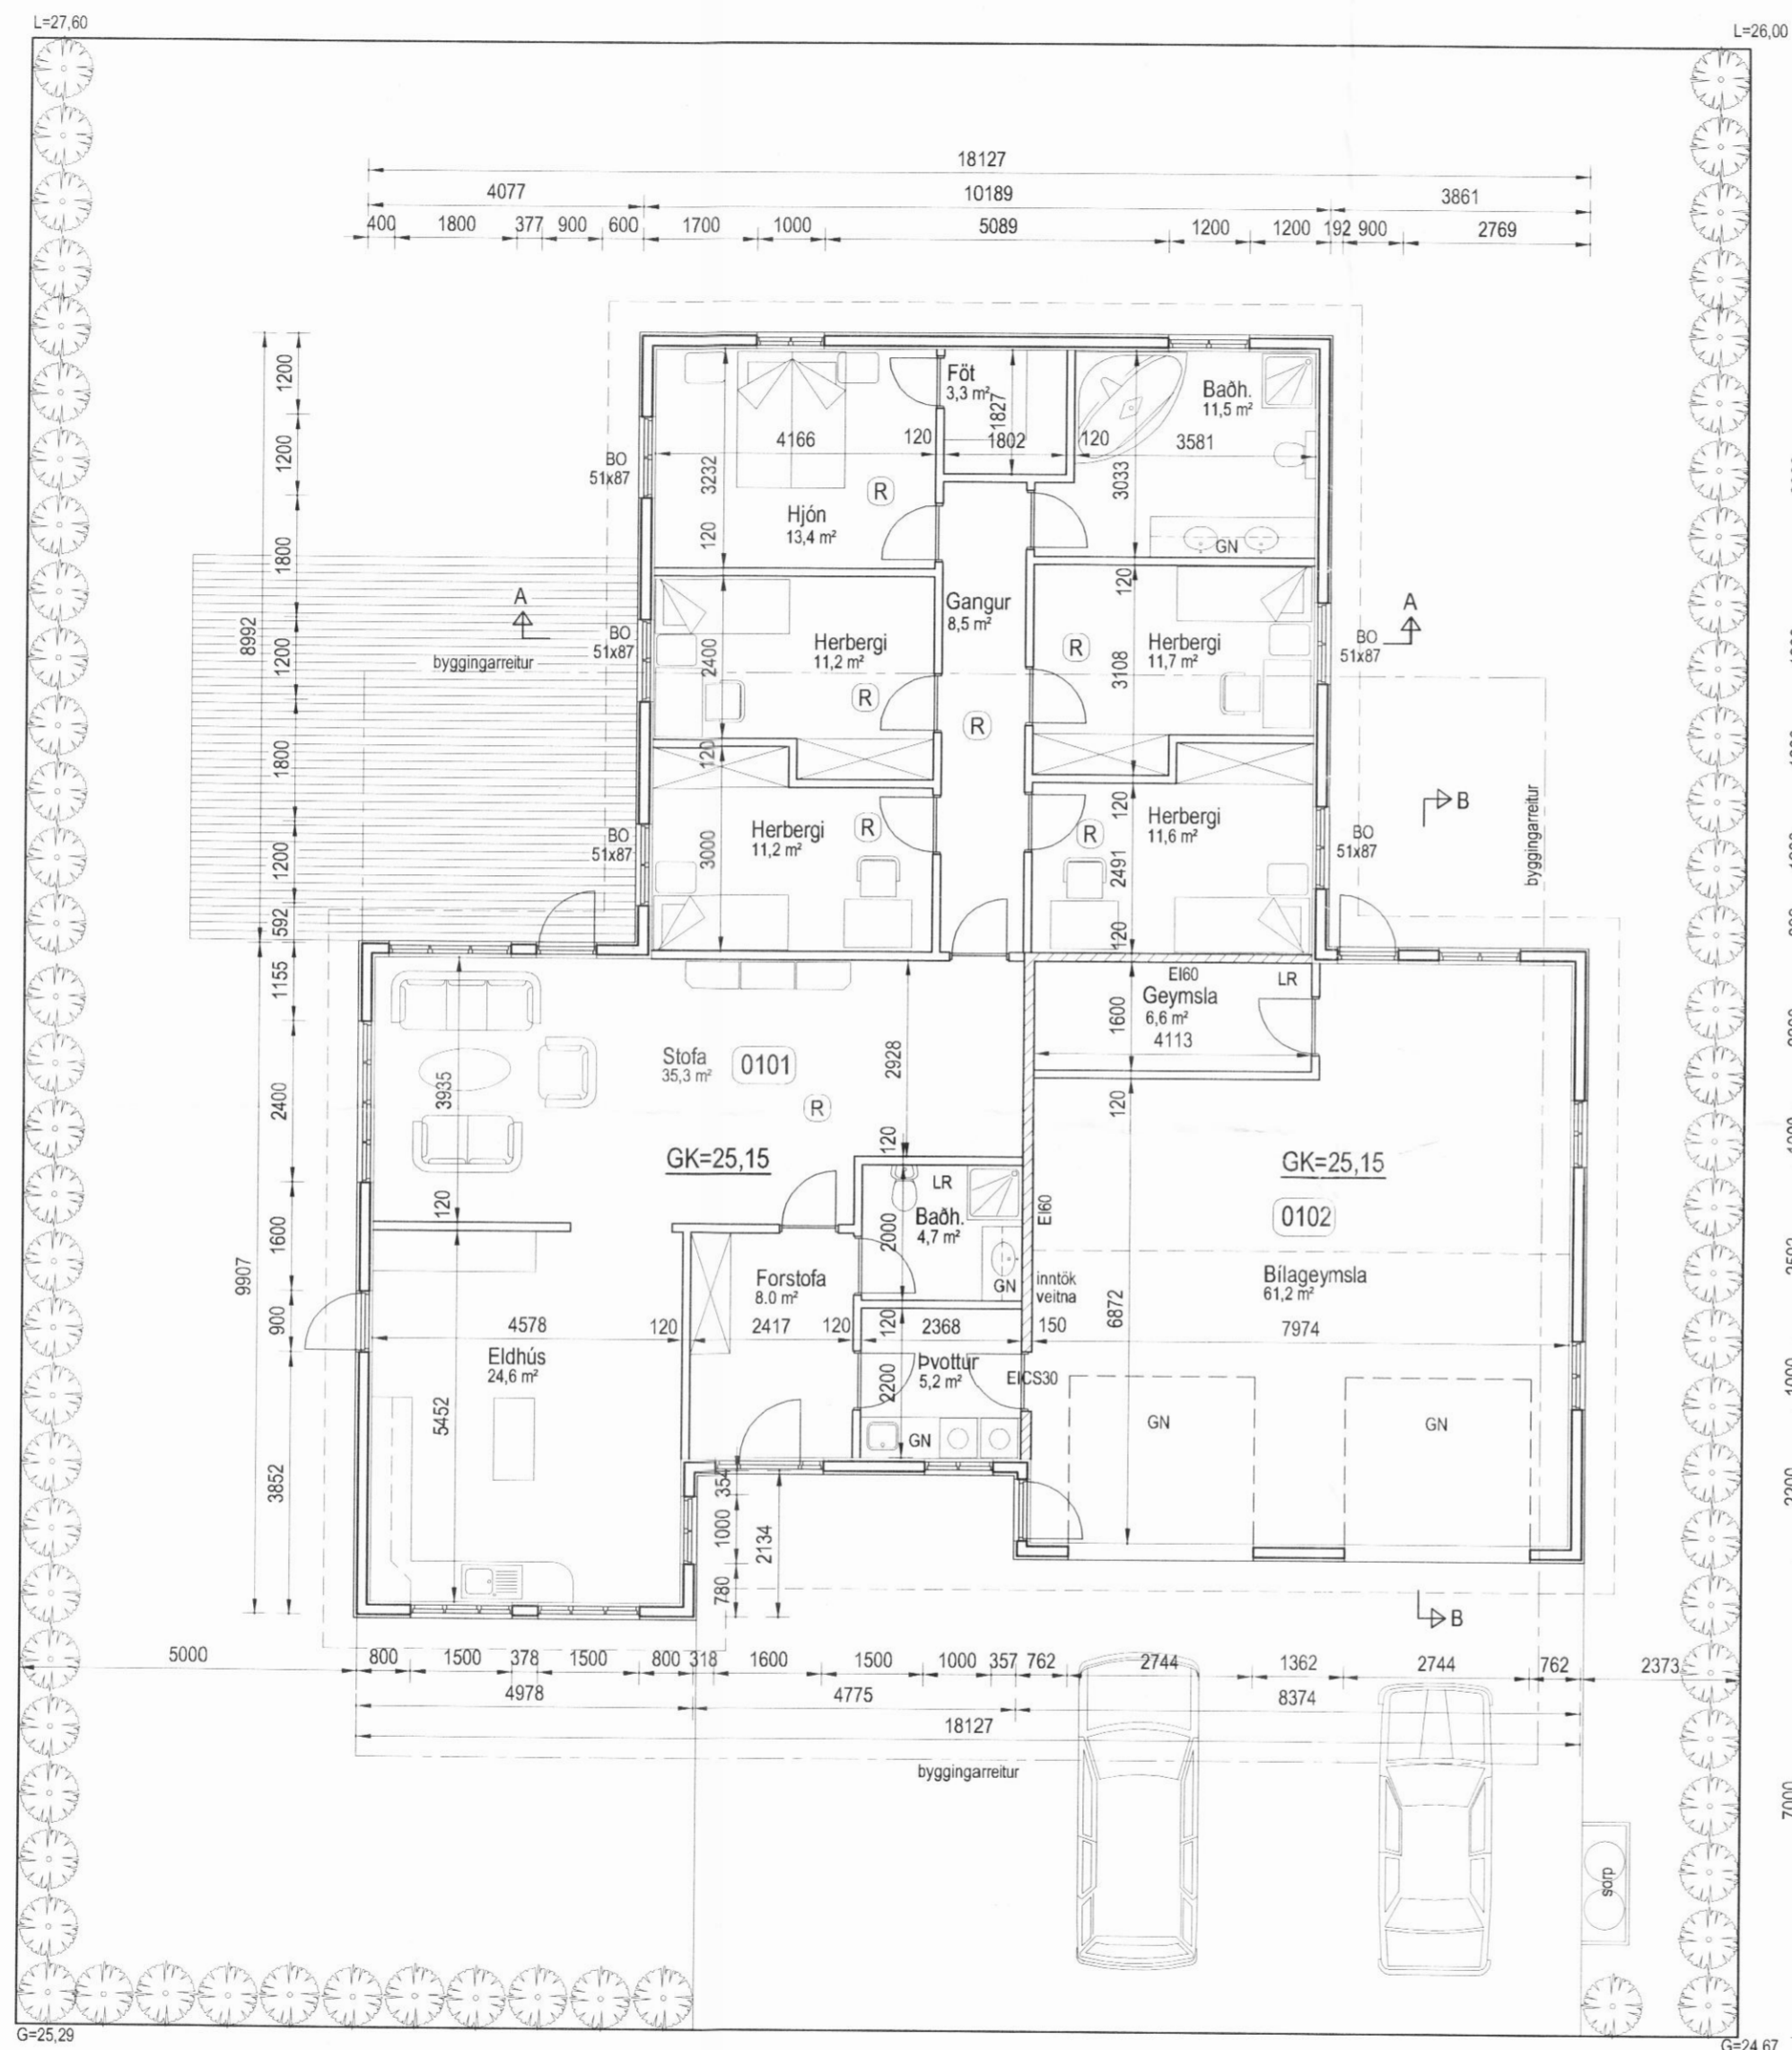 L=27,60
L=26,00
18127
4077
10189
3861
400
1800
377
900
600
1700
1000
5089
1200
1200
192
900
2769
1200
1200
1800
1200
1800
1200
592
8992
1155
2400
1600
900
3852
9907
BO
51x87
BO
51x87
BO
51x87
BO
51x87
BO
51x87
A
A
B
B
byggingarreitur
byggingarreitur
byggingarreitur
Föt
3,3 m²
1827
1802
120
Baðh.
11,5 m²
120
3581
3033
GN
4166
3232
120
R
Hjón
13,4 m²
Gangur
8,5 m²
R
Herbergi
11,2 m²
2400
R
120
Herbergi
11,7 m²
120
3108
R
Herbergi
11,2 m²
3000
R
Herbergi
11,6 m²
120
2491
120
R
EI60
LR
Geymsla
6,6 m²
4113
1600
120
Stofa
35,3 m²
0101
R
3935
120
2928
120
GK=25,15
GK=25,15
0102
LR
Baðh.
4,7 m²
2000
GN
EI60
inntök
veitna
Forstofa
8.0 m²
2417
120
120
2368
150
6872
Bílageymsla
61,2 m²
7974
4578
120
Eldhús
24,6 m²
5452
Þvottur
5,2 m²
2200
GN
EICS30
GN
GN
354
1000
780
2134
5000
800
1500
378
1500
800
318
1600
1500
1000
357
762
2744
1362
2744
762
2373
4978
4775
8374
18127
7000
sorp
G=25,29
G=24,67